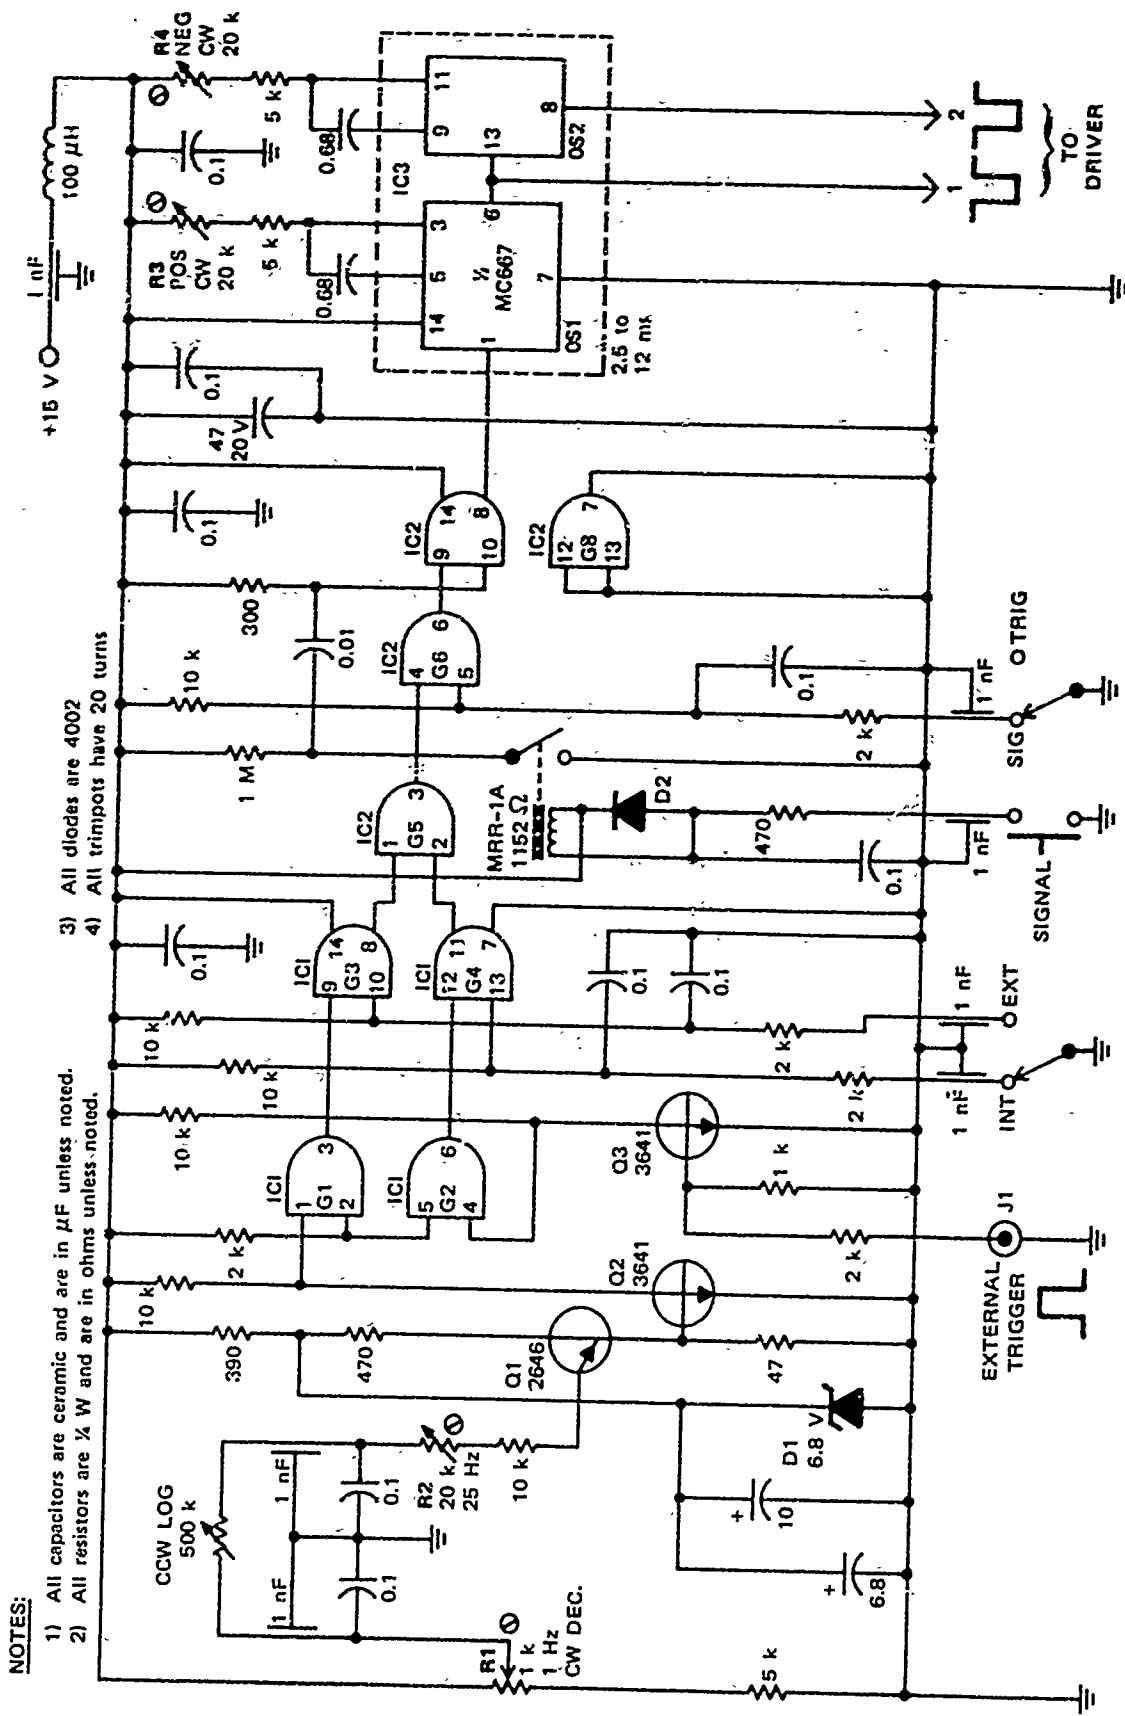 NOTES:
1) All capacitors are ceramic and are in µF unless noted.
2) All resistors are ¼ W and are in ohms unless noted.
3) All diodes are 4002
4) All trimpots have 20 turns
+15 V
1 nF
100 µH
CCW LOG
500 k
1 nF
1 nF
0.1
0.1
R1
1 k
1 Hz
CW DEC.
5 k
R2
20 k
25 Hz
10 k
6.8
10
D1
6.8 V
390
470
Q1
2646
47
10 k
Q2
3641
2 k
IC1
1
G1
2
3
IC1
5
G2
4
6
10 k
Q3
3641
1 k
2 k
EXTERNAL
TRIGGER
J1
10 k
10 k
2 k
2 k
1 nF
1 nF
INT
EXT
0.1
0.1
0.1
IC1
9
G3
10
14
8
IC1
12
G4
13
11
7
IC2
1
G5
2
3
MRR-1A
1152 Ω
D2
470
0.1
1 nF
SIGNAL
1 M
10 k
0.01
300
IC2
4
G6
5
6
2 k
0.1
1 nF
SIG
TRIG
IC2
9
10
14
8
IC2
12
G8
13
7
0.1
47
20 V
0.1
R3
POS
CW
20 k
5 k
0.68
0.1
R4
NEG
CW
20 k
5 k
0.68
IC3
14
5
3
1
½
MC667
6
7
OS1
2.5 to
12 ms
9
11
13
8
OS2
1
2
TO
DRIVER